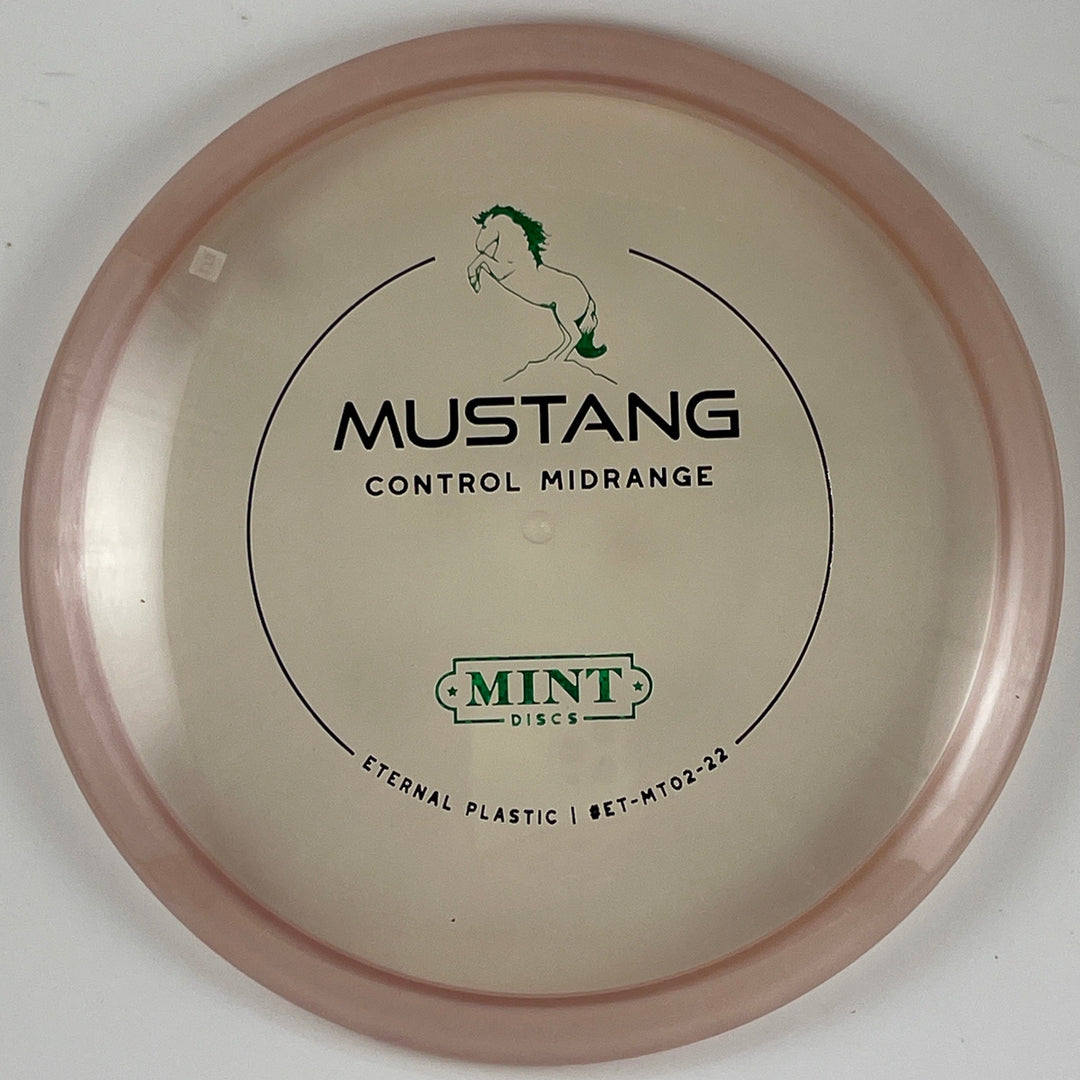 MUSTANG
CONTROL MIDRANGE
MINT
DISCS
ETERNAL PLASTIC | #ET-MT02-22